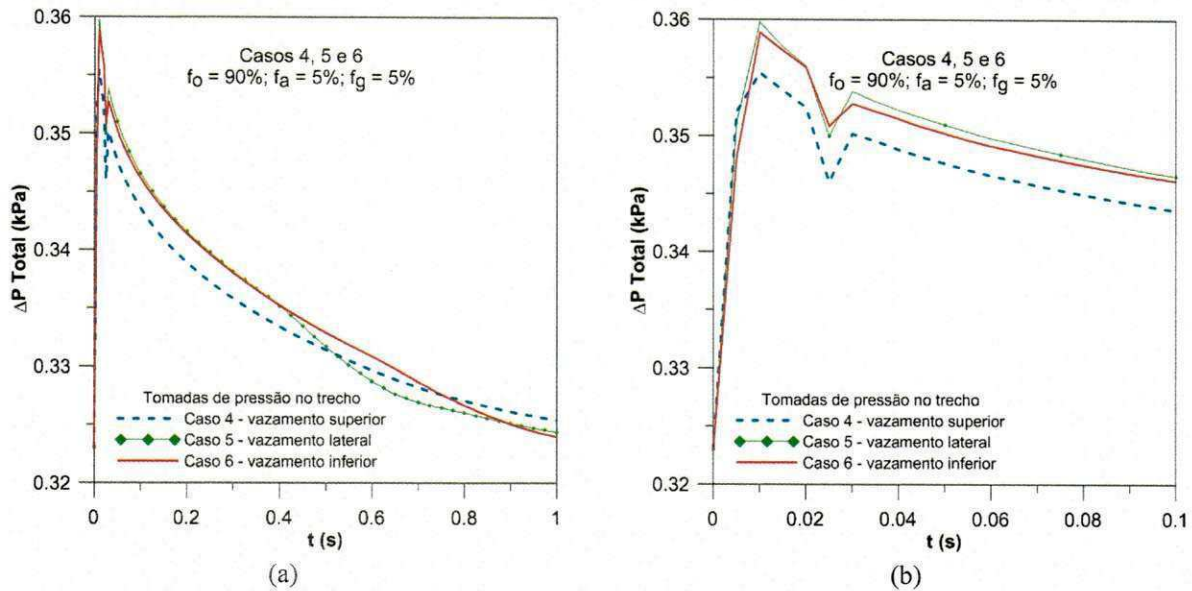 0.36
0.35
0.34
0.33
0.32
ΔP Total (kPa)
Casos 4, 5 e 6
fo = 90%; fa = 5%; fg = 5%
Tomadas de pressão no trecho
Caso 4 - vazamento superior
Caso 5 - vazamento lateral
Caso 6 - vazamento inferior
0 0.2 0.4 0.6 0.8 1
t (s)
(a)
0.36
0.35
0.34
0.33
0.32
ΔP Total (kPa)
Casos 4, 5 e 6
fo = 90%; fa = 5%; fg = 5%
Tomadas de pressão no trecho
Caso 4 - vazamento superior
Caso 5 - vazamento lateral
Caso 6 - vazamento inferior
0 0.02 0.04 0.06 0.08 0.1
t (s)
(b)